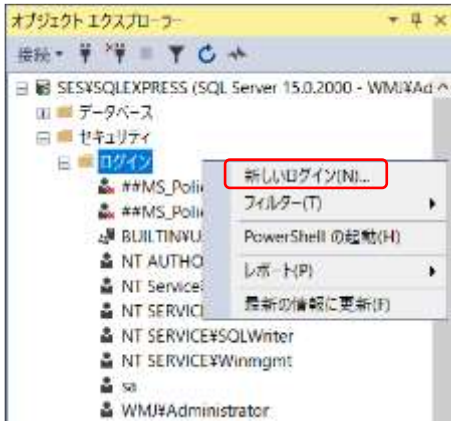 オブジェクト エクスプローラー
接続
SES¥SQLEXPRESS (SQL Server 15.0.2000 - WMJ¥Ad
データベース
セキュリティ
ログイン
##MS_Polic
##MS_Polic
BUILTIN¥U
NT AUTHO
NT Service
NT SERVIC
NT SERVICE¥SQLWriter
NT SERVICE¥Winmgmt
sa
WMJ¥Administrator
新しいログイン(N)...
フィルター(T)
PowerShell の起動(H)
レポート(P)
最新の情報に更新(F)